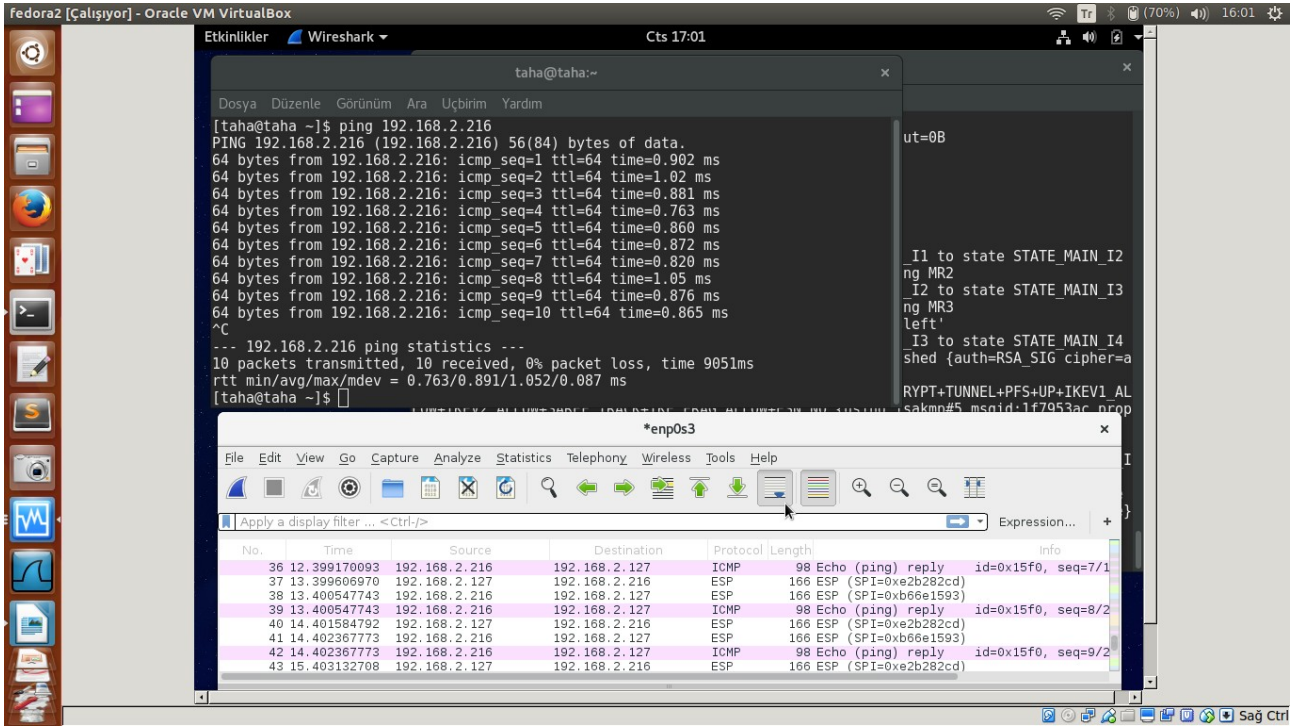 fedora2 [Çalışıyor] - Oracle VM VirtualBox
Tr
(70%)
16:01
Etkinlikler
Wireshark
Cts 17:01
taha@taha:~
×
×
Dosya Düzenle Görünüm Ara Uçbirim Yardım
[taha@taha ~]$ ping 192.168.2.216
PING 192.168.2.216 (192.168.2.216) 56(84) bytes of data.
64 bytes from 192.168.2.216: icmp_seq=1 ttl=64 time=0.902 ms
64 bytes from 192.168.2.216: icmp_seq=2 ttl=64 time=1.02 ms
64 bytes from 192.168.2.216: icmp_seq=3 ttl=64 time=0.881 ms
64 bytes from 192.168.2.216: icmp_seq=4 ttl=64 time=0.763 ms
64 bytes from 192.168.2.216: icmp_seq=5 ttl=64 time=0.860 ms
64 bytes from 192.168.2.216: icmp_seq=6 ttl=64 time=0.872 ms
64 bytes from 192.168.2.216: icmp_seq=7 ttl=64 time=0.820 ms
64 bytes from 192.168.2.216: icmp_seq=8 ttl=64 time=1.05 ms
64 bytes from 192.168.2.216: icmp_seq=9 ttl=64 time=0.876 ms
64 bytes from 192.168.2.216: icmp_seq=10 ttl=64 time=0.865 ms
^C
--- 192.168.2.216 ping statistics ---
10 packets transmitted, 10 received, 0% packet loss, time 9051ms
rtt min/avg/max/mdev = 0.763/0.891/1.052/0.087 ms
[taha@taha ~]$
ut=0B
_I1 to state STATE_MAIN_I2
ng MR2
_I2 to state STATE_MAIN_I3
ng MR3
left'
_I3 to state STATE_MAIN_I4
shed {auth=RSA_SIG cipher=a
RYPT+TUNNEL+PFS+UP+IKEV1_AL
sakmp#5 msgid:1f7953ac prop
I
}
*enp0s3
×
File Edit View Go Capture Analyze Statistics Telephony Wireless Tools Help
Apply a display filter ... <Ctrl-/>
Expression... +
No. Time Source Destination Protocol Length Info
36 12.399170093 192.168.2.216 192.168.2.127 ICMP 98 Echo (ping) reply id=0x15f0, seq=7/1
37 13.399606970 192.168.2.127 192.168.2.216 ESP 166 ESP (SPI=0xe2b282cd)
38 13.400547743 192.168.2.216 192.168.2.127 ESP 166 ESP (SPI=0xb66e1593)
39 13.400547743 192.168.2.216 192.168.2.127 ICMP 98 Echo (ping) reply id=0x15f0, seq=8/2
40 14.401584792 192.168.2.127 192.168.2.216 ESP 166 ESP (SPI=0xe2b282cd)
41 14.402367773 192.168.2.216 192.168.2.127 ESP 166 ESP (SPI=0xb66e1593)
42 14.402367773 192.168.2.216 192.168.2.127 ICMP 98 Echo (ping) reply id=0x15f0, seq=9/2
43 15.403132708 192.168.2.127 192.168.2.216 ESP 166 ESP (SPI=0xe2b282cd)
Sağ Ctrl